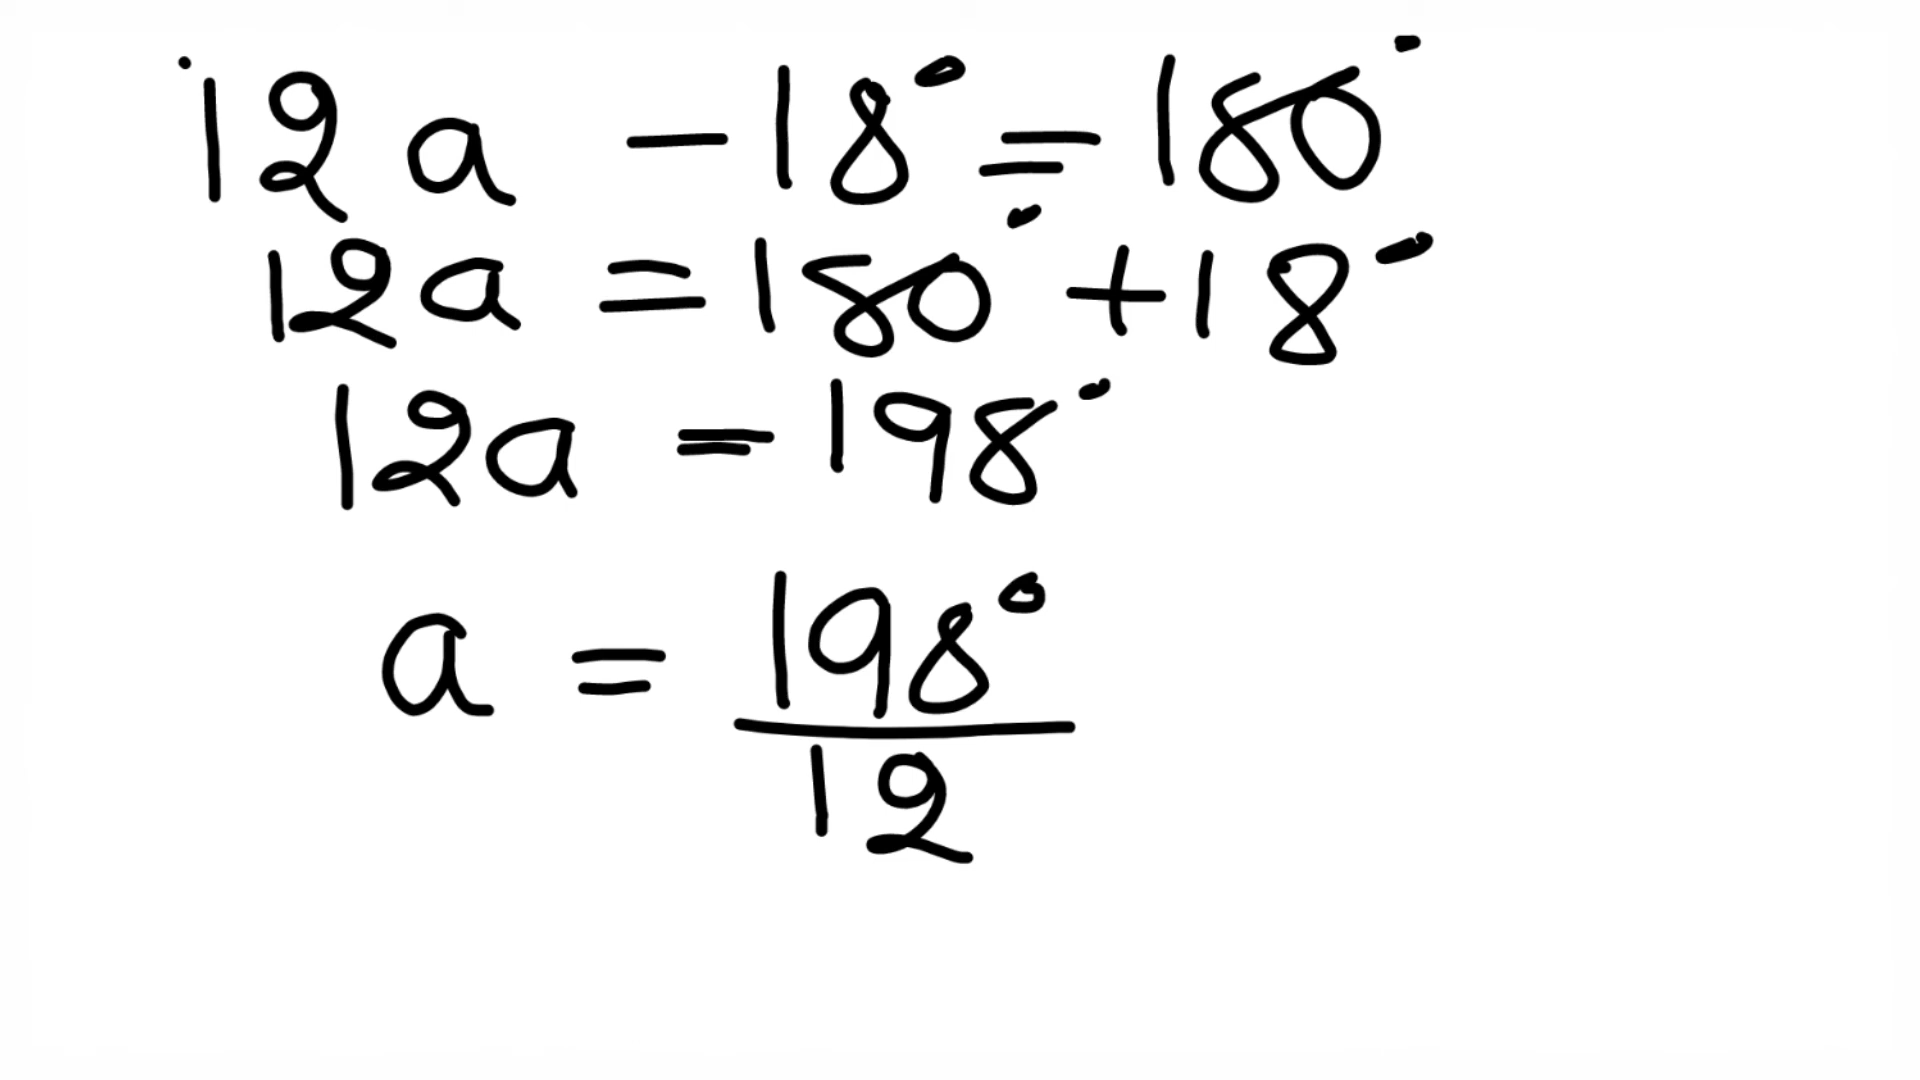 12a - 18° = 180°
12a = 180° + 18°
12a = 198°
a = 198°
12